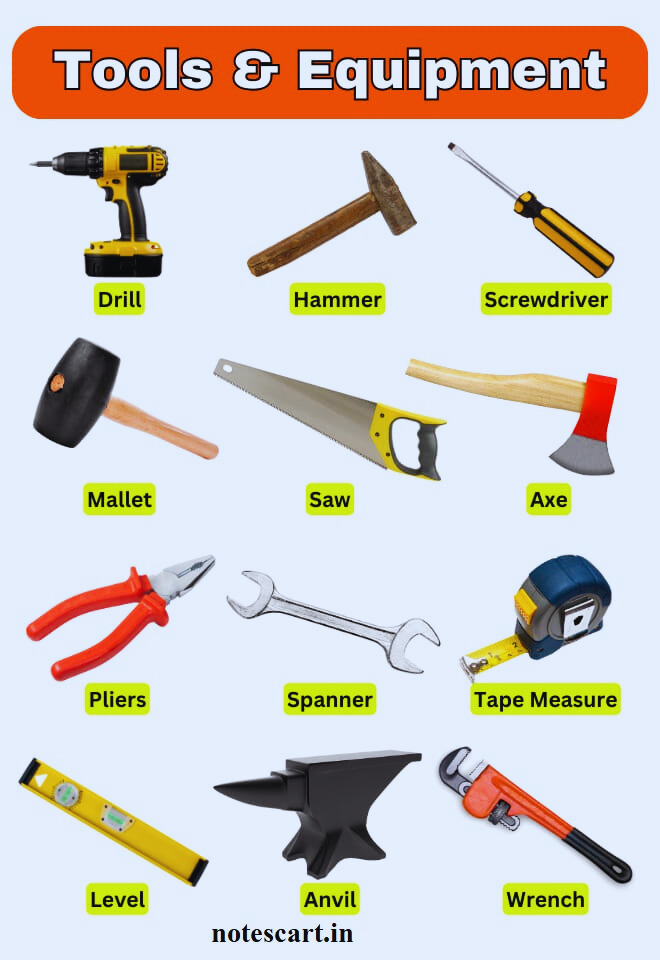 Tools & Equipment
Drill
Hammer
Screwdriver
Mallet
Saw
Axe
Pliers
Spanner
Tape Measure
Level
Anvil
Wrench
notescart.in